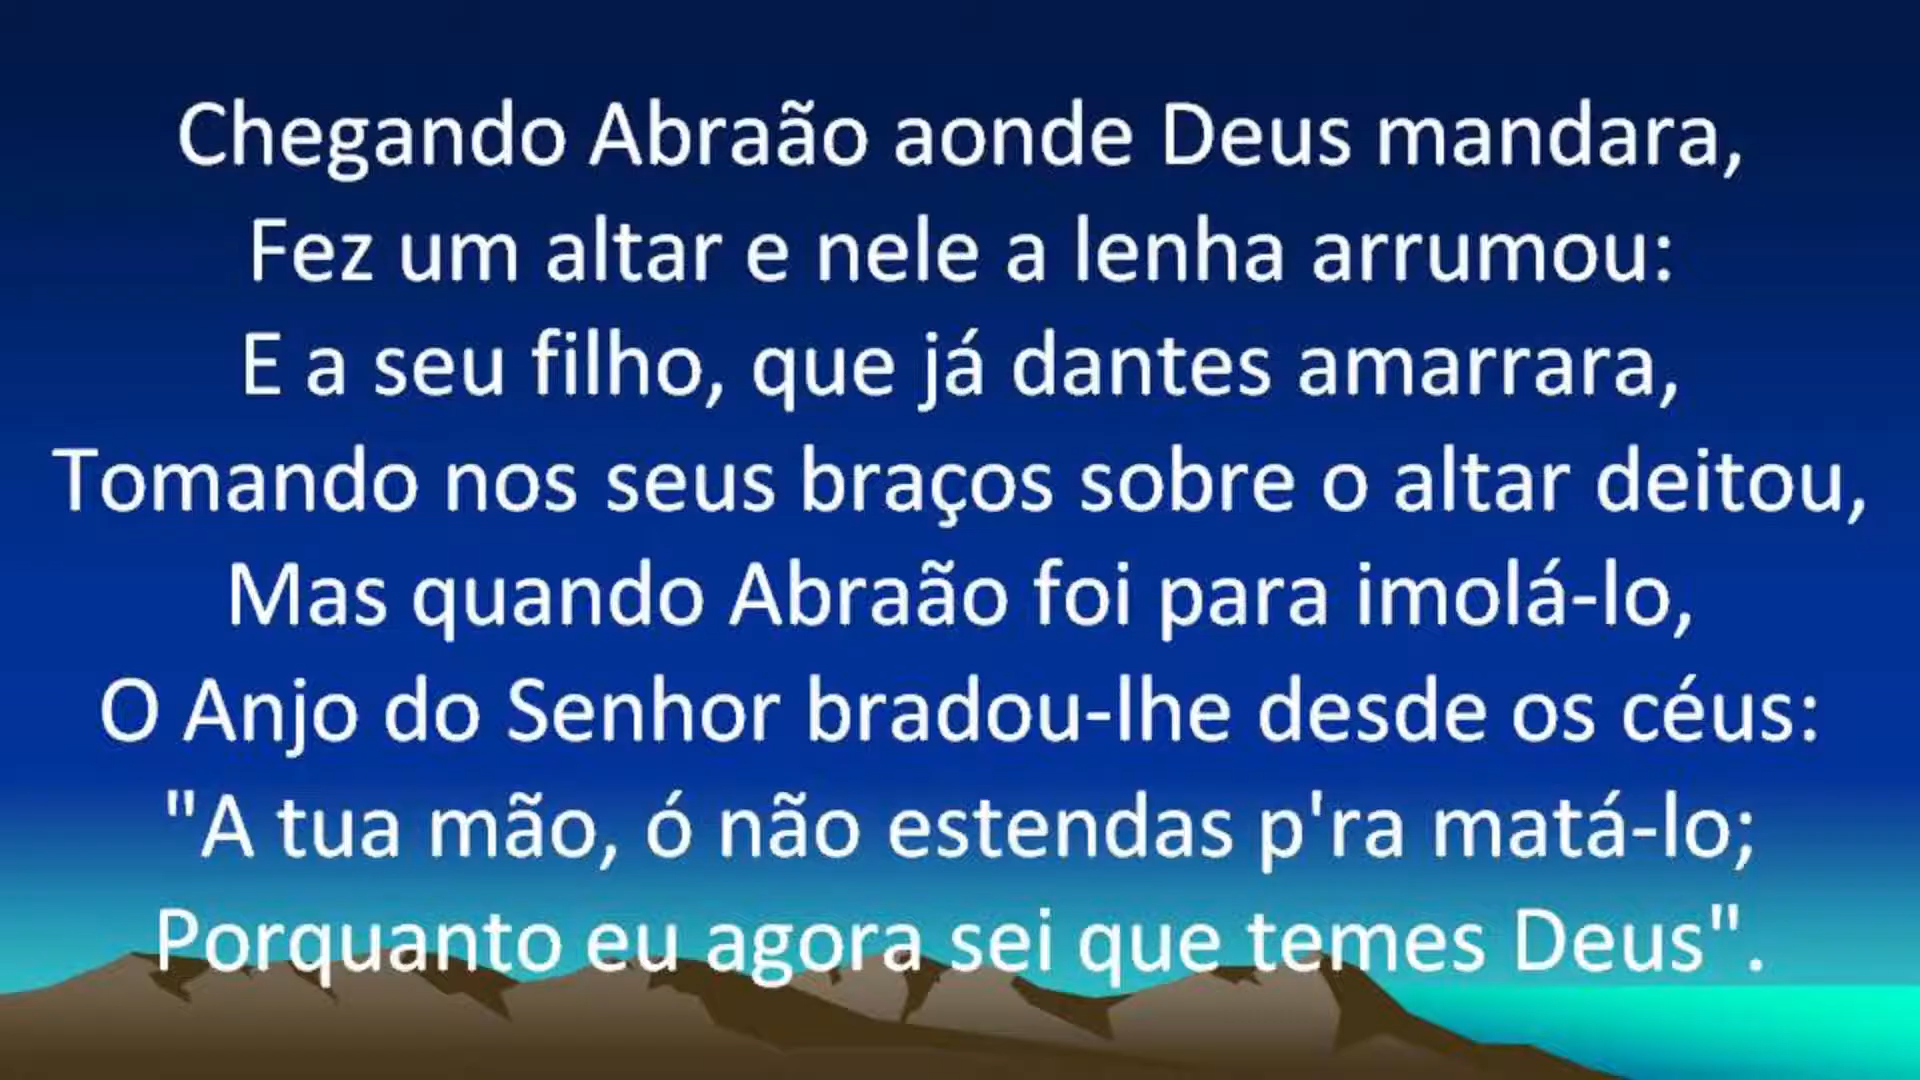 Chegando Abraão aonde Deus mandara,
Fez um altar e nele a lenha arrumou:
E a seu filho, que já dantes amarrara,
Tomando nos seus braços sobre o altar deitou,
Mas quando Abraão foi para imolá-lo,
O Anjo do Senhor bradou-lhe desde os céus:
"A tua mão, ó não estendas p'ra matá-lo;
Porquanto eu agora sei que temes Deus".